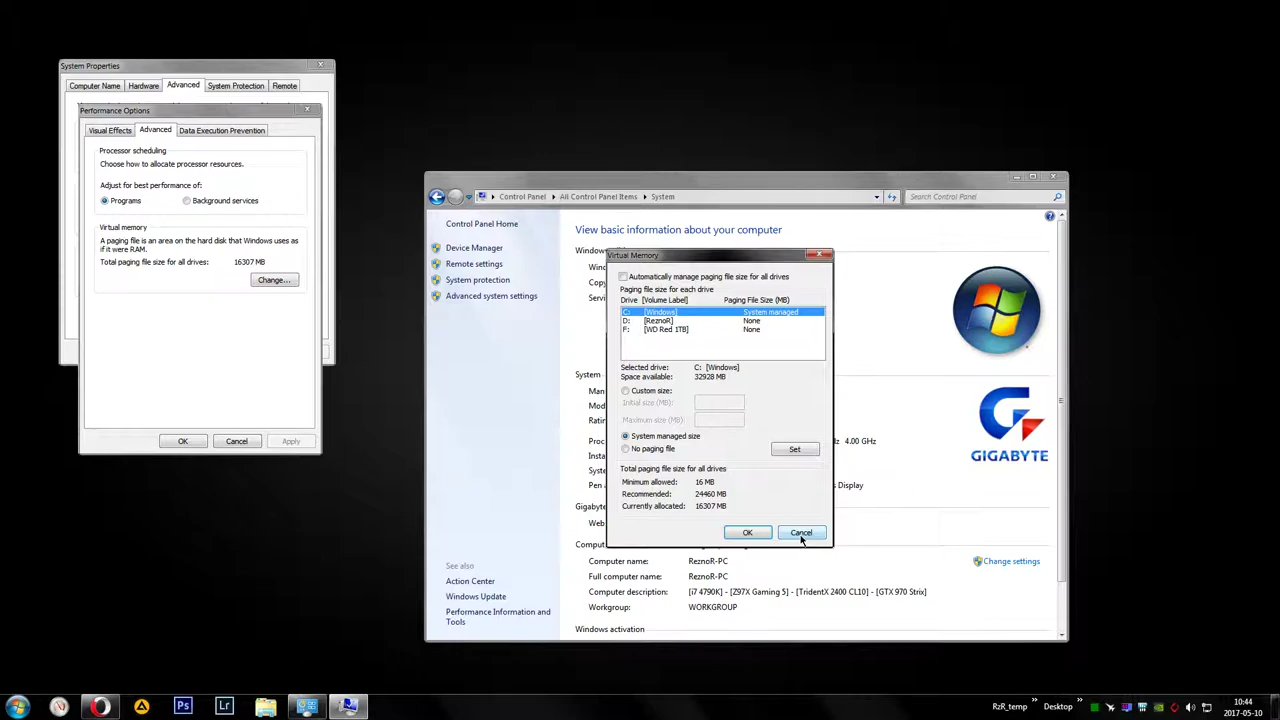 System Properties
Computer Name
Hardware
Advanced
System Protection
Remote
Performance Options
Visual Effects
Advanced
Data Execution Prevention
Processor scheduling
Choose how to allocate processor resources.
Adjust for best performance of:
Programs
Background services
Virtual memory
A paging file is an area on the hard disk that Windows uses as
if it were RAM.
Total paging file size for all drives: 16307 MB
Change...
OK
Cancel
Apply
Control Panel
All Control Panel Items
System
Search Control Panel
Control Panel Home
Device Manager
Remote settings
System protection
Advanced system settings
See also
Action Center
Windows Update
Performance Information and
Tools
View basic information about your computer
Virtual Memory
Automatically manage paging file size for all drives
Paging file size for each drive
Drive [Volume Label] Paging File Size (MB)
C: [Windows] System managed
D: [ReznoR] None
F: [WD Red 1TB] None
Selected drive: C: [Windows]
Space available: 32928 MB
Custom size:
Initial size (MB):
Maximum size (MB):
System managed size
No paging file
Set
Total paging file size for all drives
Minimum allowed: 16 MB
Recommended: 24460 MB
Currently allocated: 16307 MB
OK
Cancel
System
4.00 GHz
Display
GIGABYTE
Computer name: ReznoR-PC
Change settings
Full computer name: ReznoR-PC
Computer description: [i7 4790K] - [Z97X Gaming 5] - [TridentX 2400 CL10] - [GTX 970 Strix]
Workgroup: WORKGROUP
Windows activation
Ps
Lr
RzR_temp
Desktop
10:44
2017-05-10